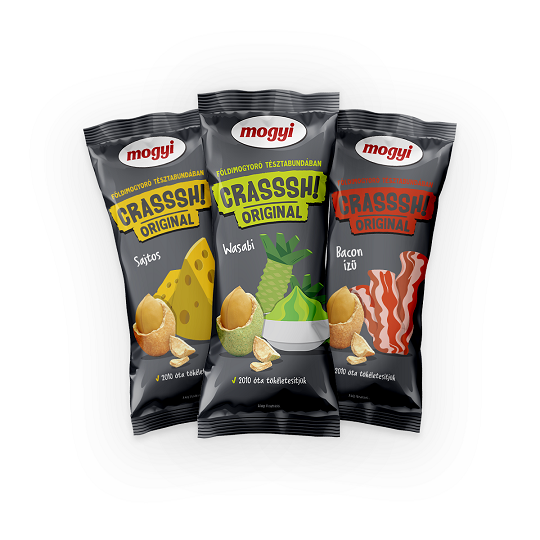 mogyi
FÖLDIMOGYORÓ TÉSZTABUNDÁBAN
CRASSSH!
ORIGINAL
Sajtos
✓ 2010 óta tökélet
mogyi
FÖLDIMOGYORÓ TÉSZTABUNDÁBAN
CRASSSH!
ORIGINAL
Wasabi
✓ 2010 óta tökéletesítjük
mogyi
CRASSSH!
ORIGINAL
Bacon
ízű
2010 óta tökéletesítjük